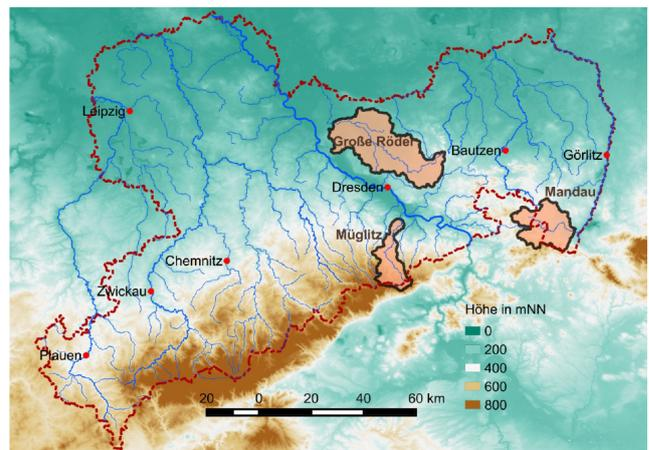 Leipzig
Große Röder
Bautzen
Görlitz
Dresden
Mandau
Müglitz
Chemnitz
Zwickau
Plauen
Höhe in mNN
0
200
400
600
800
20 0 20 40 60 km